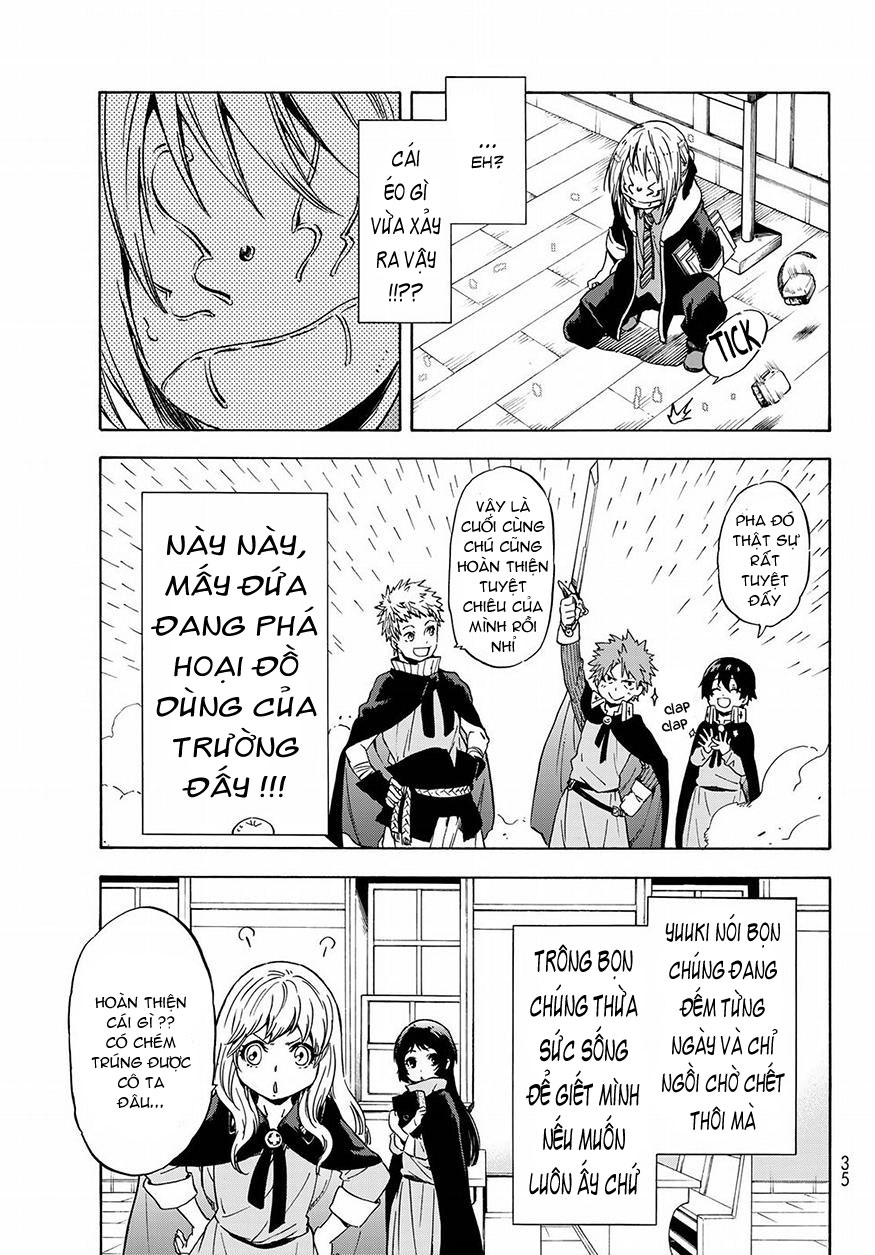 ...
EH?
CÁI
ÉO GÌ
VỪA XẢY
RA VẬY
!!??
TICK
PHA ĐÓ
THẬT SỰ
RẤT
TUYỆT
ĐẤY
clap
clap
VẬY LÀ
CUỐI CÙNG
CHÚ CŨNG
HOÀN THIỆN
TUYỆT
CHIÊU CỦA
MÌNH RỒI
NHỈ
NÀY NÀY,
MẤY ĐỨA
ĐANG PHÁ
HOẠI ĐỒ
DÙNG CỦA
TRƯỜNG
ĐẤY !!!
YUUKI NÓI BỌN
CHÚNG ĐANG
ĐẾM TỪNG
NGÀY VÀ CHỈ
NGỒI CHỜ CHẾT
THÔI MÀ
TRÔNG BỌN
CHÚNG THỪA
SỨC SỐNG
ĐỂ GIẾT MÌNH
NẾU MUỐN
LUÔN ẤY CHỨ
HOÀN THIỆN
CÁI GÌ ??
CÓ CHÉM
TRÚNG ĐƯỢC
CÔ TA
ĐÂU...
35